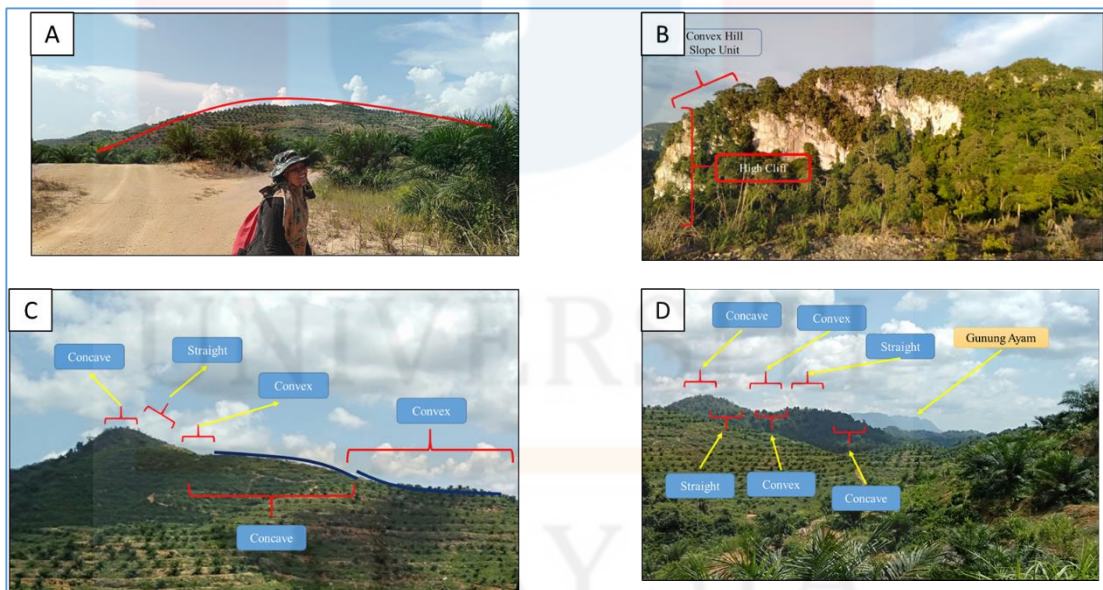 A
B
Convex Hill
Slope Unit
High Cliff
C
Concave
Straight
Convex
Convex
Concave
D
Concave
Convex
Straight
Gunung Ayam
Straight
Convex
Concave
UNIVERSI
Y